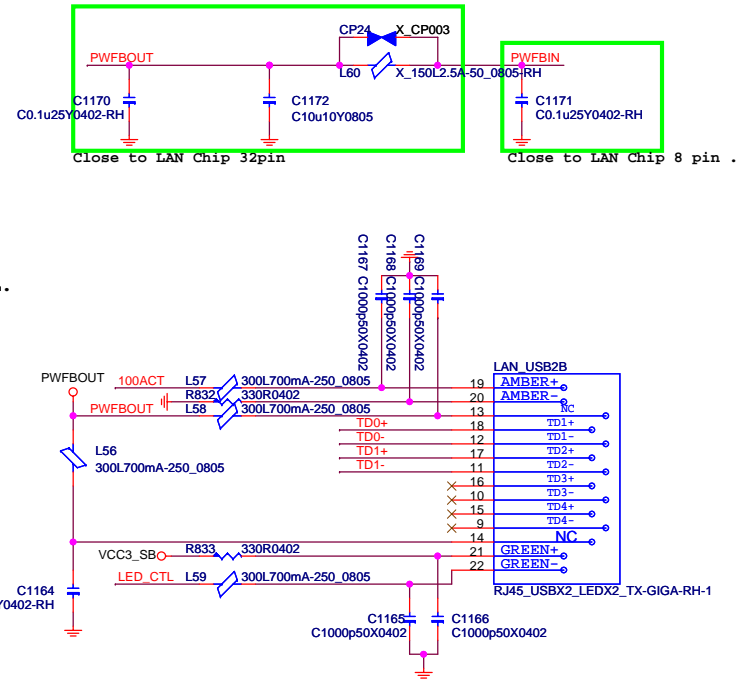 CP24 X_CP003
PWFBOUT
PWFBIN
L60 X_150L2.5A-50_0805-RH
C1170
C0.1u25Y0402-RH
C1172
C10u10Y0805
C1171
C0.1u25Y0402-RH
Close to LAN Chip 32pin
Close to LAN Chip 8 pin .
C1167 C1000p50X0402
C1168 C1000p50X0402
C1169 C1000p50X0402
LAN_USB2B
PWFBOUT
100ACT L57 300L700mA-250_0805 19 AMBER+
R832 330R0402 20 AMBER-
PWFBOUT L58 300L700mA-250_0805 13 NC
TD0+ 18 TD1+
TD0- 12 TD1-
TD1+ 17 TD2+
TD1- 11 TD2-
16 TD3+
10 TD3-
15 TD4+
9 TD4-
L56
300L700mA-250_0805
14 NC
VCC3_SB R833 330R0402 21 GREEN+
LED_CTL L59 300L700mA-250_0805 22 GREEN-
RJ45_USBX2_LEDX2_TX-GIGA-RH-1
C1164
0402-RH
C1165
C1000p50X0402
C1166
C1000p50X0402